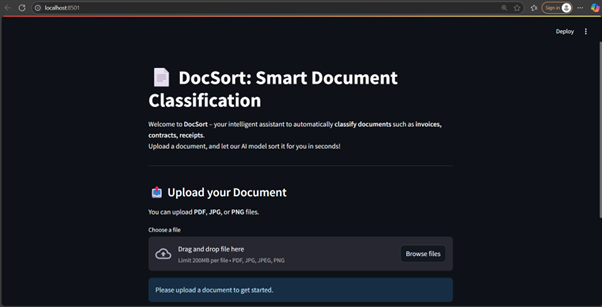 localhost:8501
Sign in
Deploy
DocSort: Smart Document
Classification
Welcome to DocSort – your intelligent assistant to automatically classify documents such as invoices,
contracts, receipts.
Upload a document, and let our AI model sort it for you in seconds!
Upload your Document
You can upload PDF, JPG, or PNG files.
Choose a file
Drag and drop file here
Limit 200MB per file • PDF, JPG, JPEG, PNG
Browse files
Please upload a document to get started.